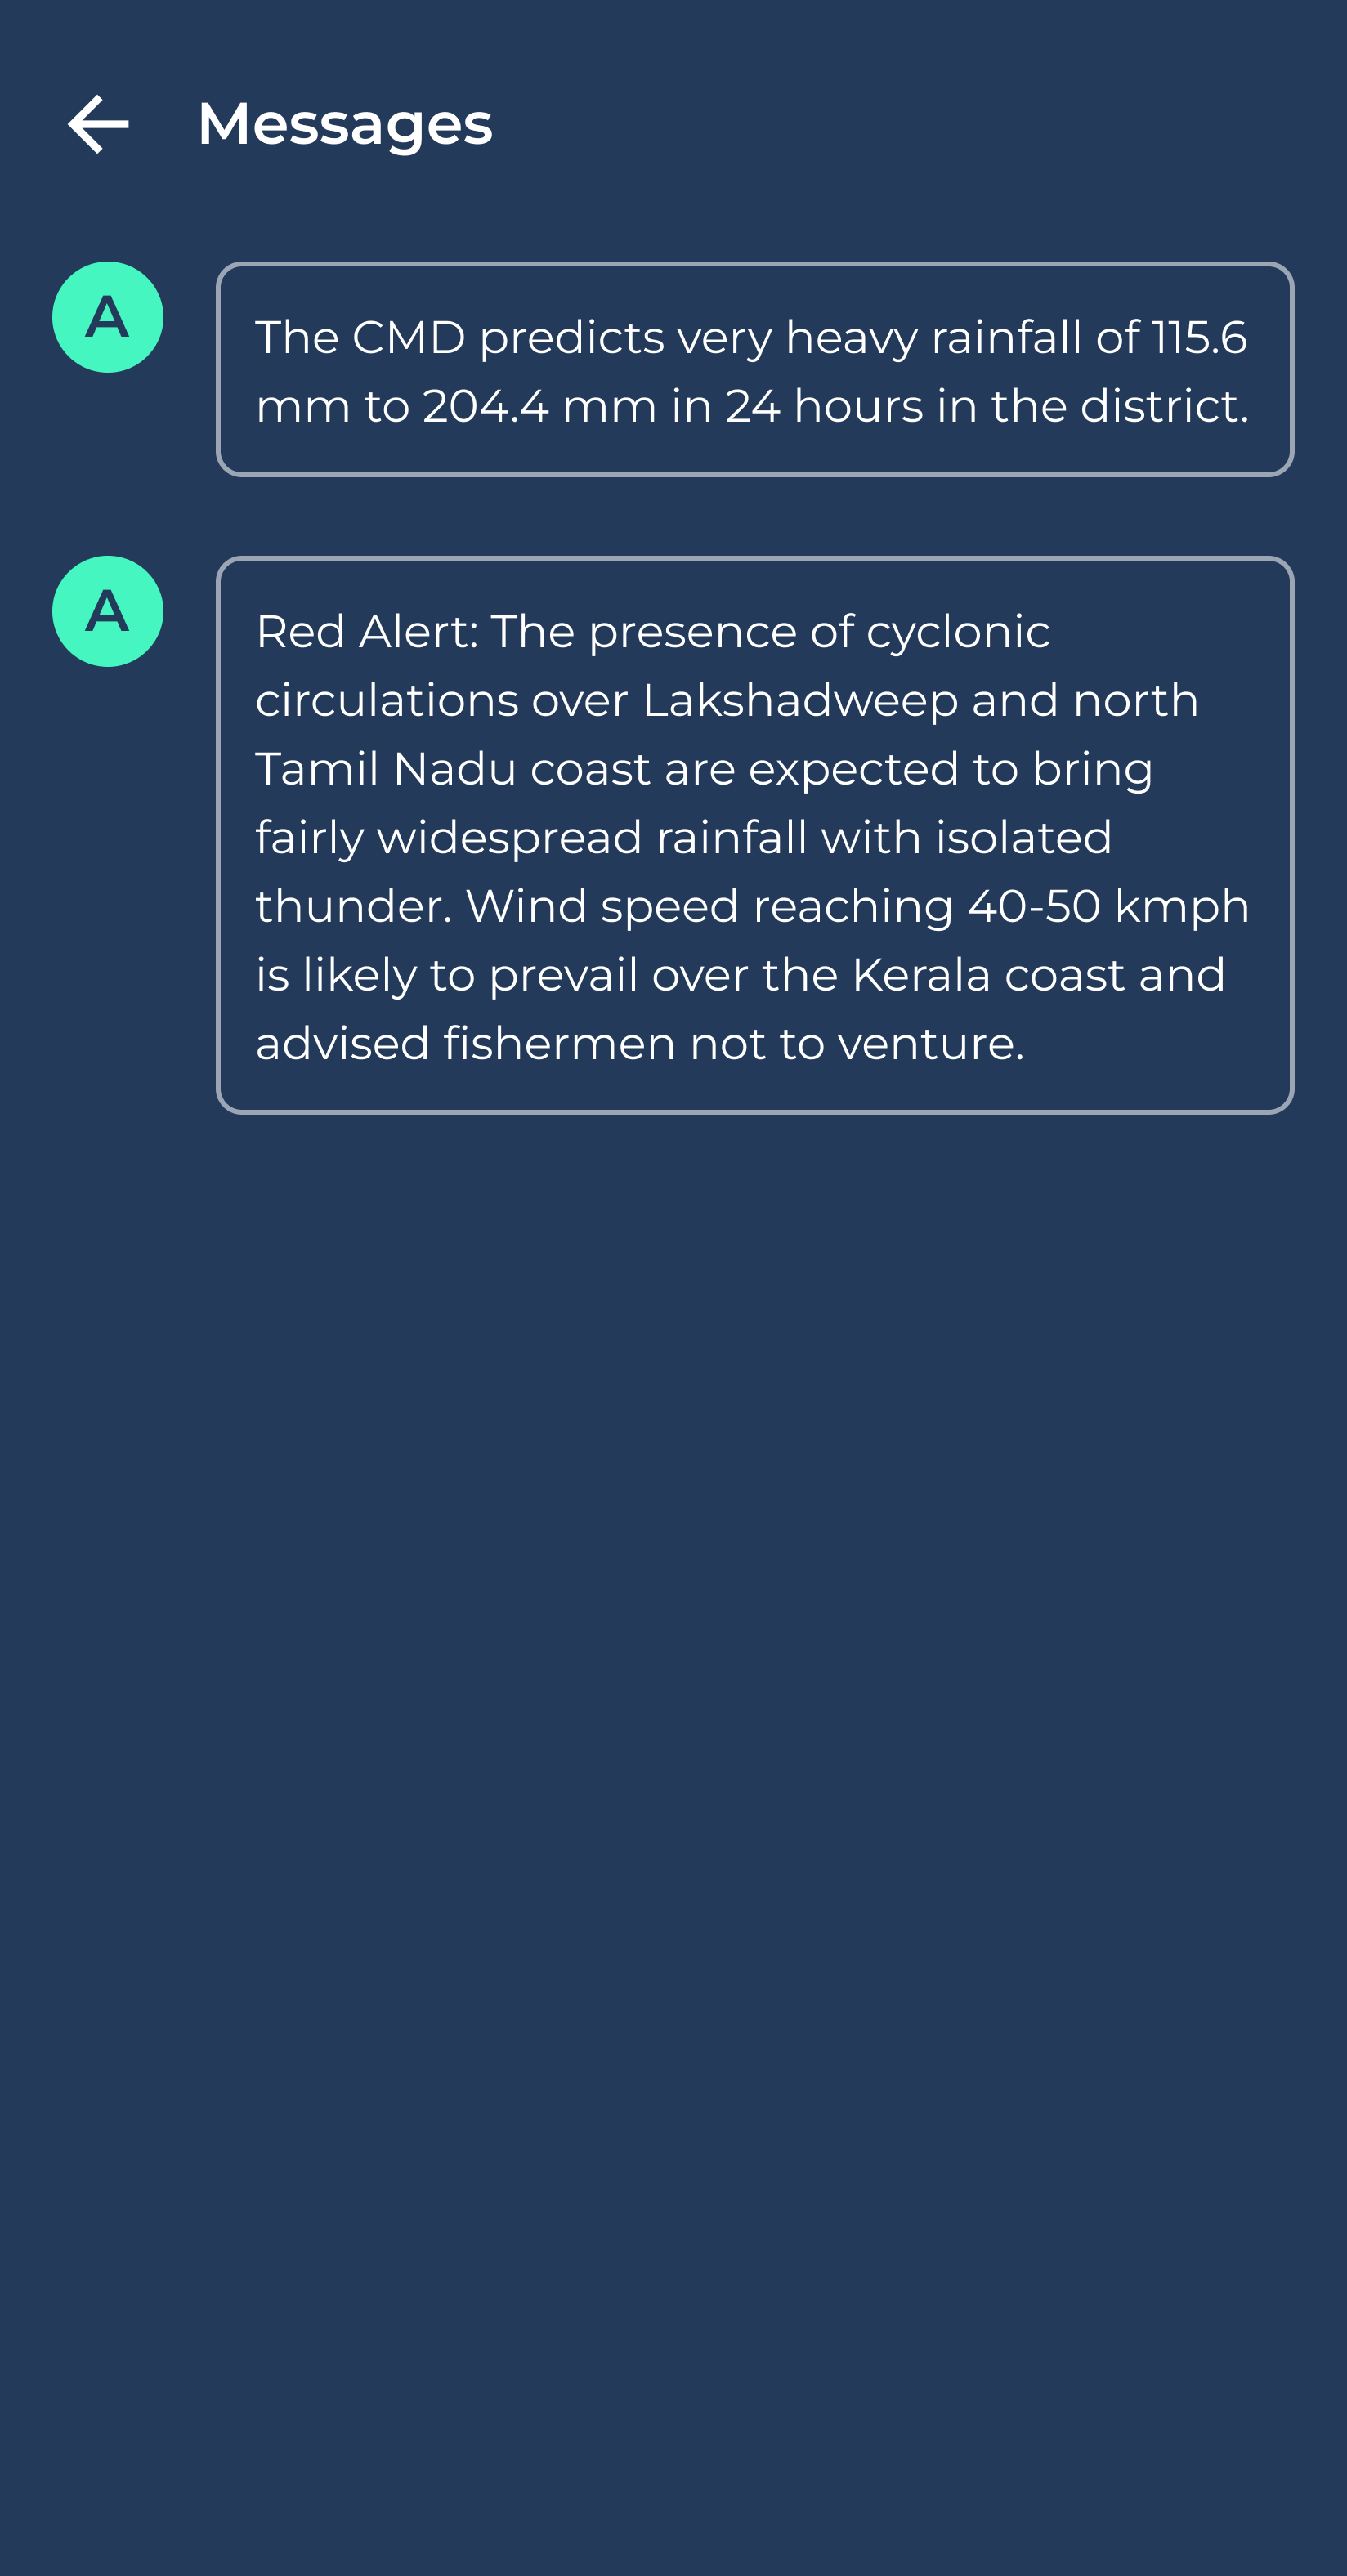 Messages
A
The CMD predicts very heavy rainfall of 115.6
mm to 204.4 mm in 24 hours in the district.
A
Red Alert: The presence of cyclonic
circulations over Lakshadweep and north
Tamil Nadu coast are expected to bring
fairly widespread rainfall with isolated
thunder. Wind speed reaching 40-50 kmph
is likely to prevail over the Kerala coast and
advised fishermen not to venture.